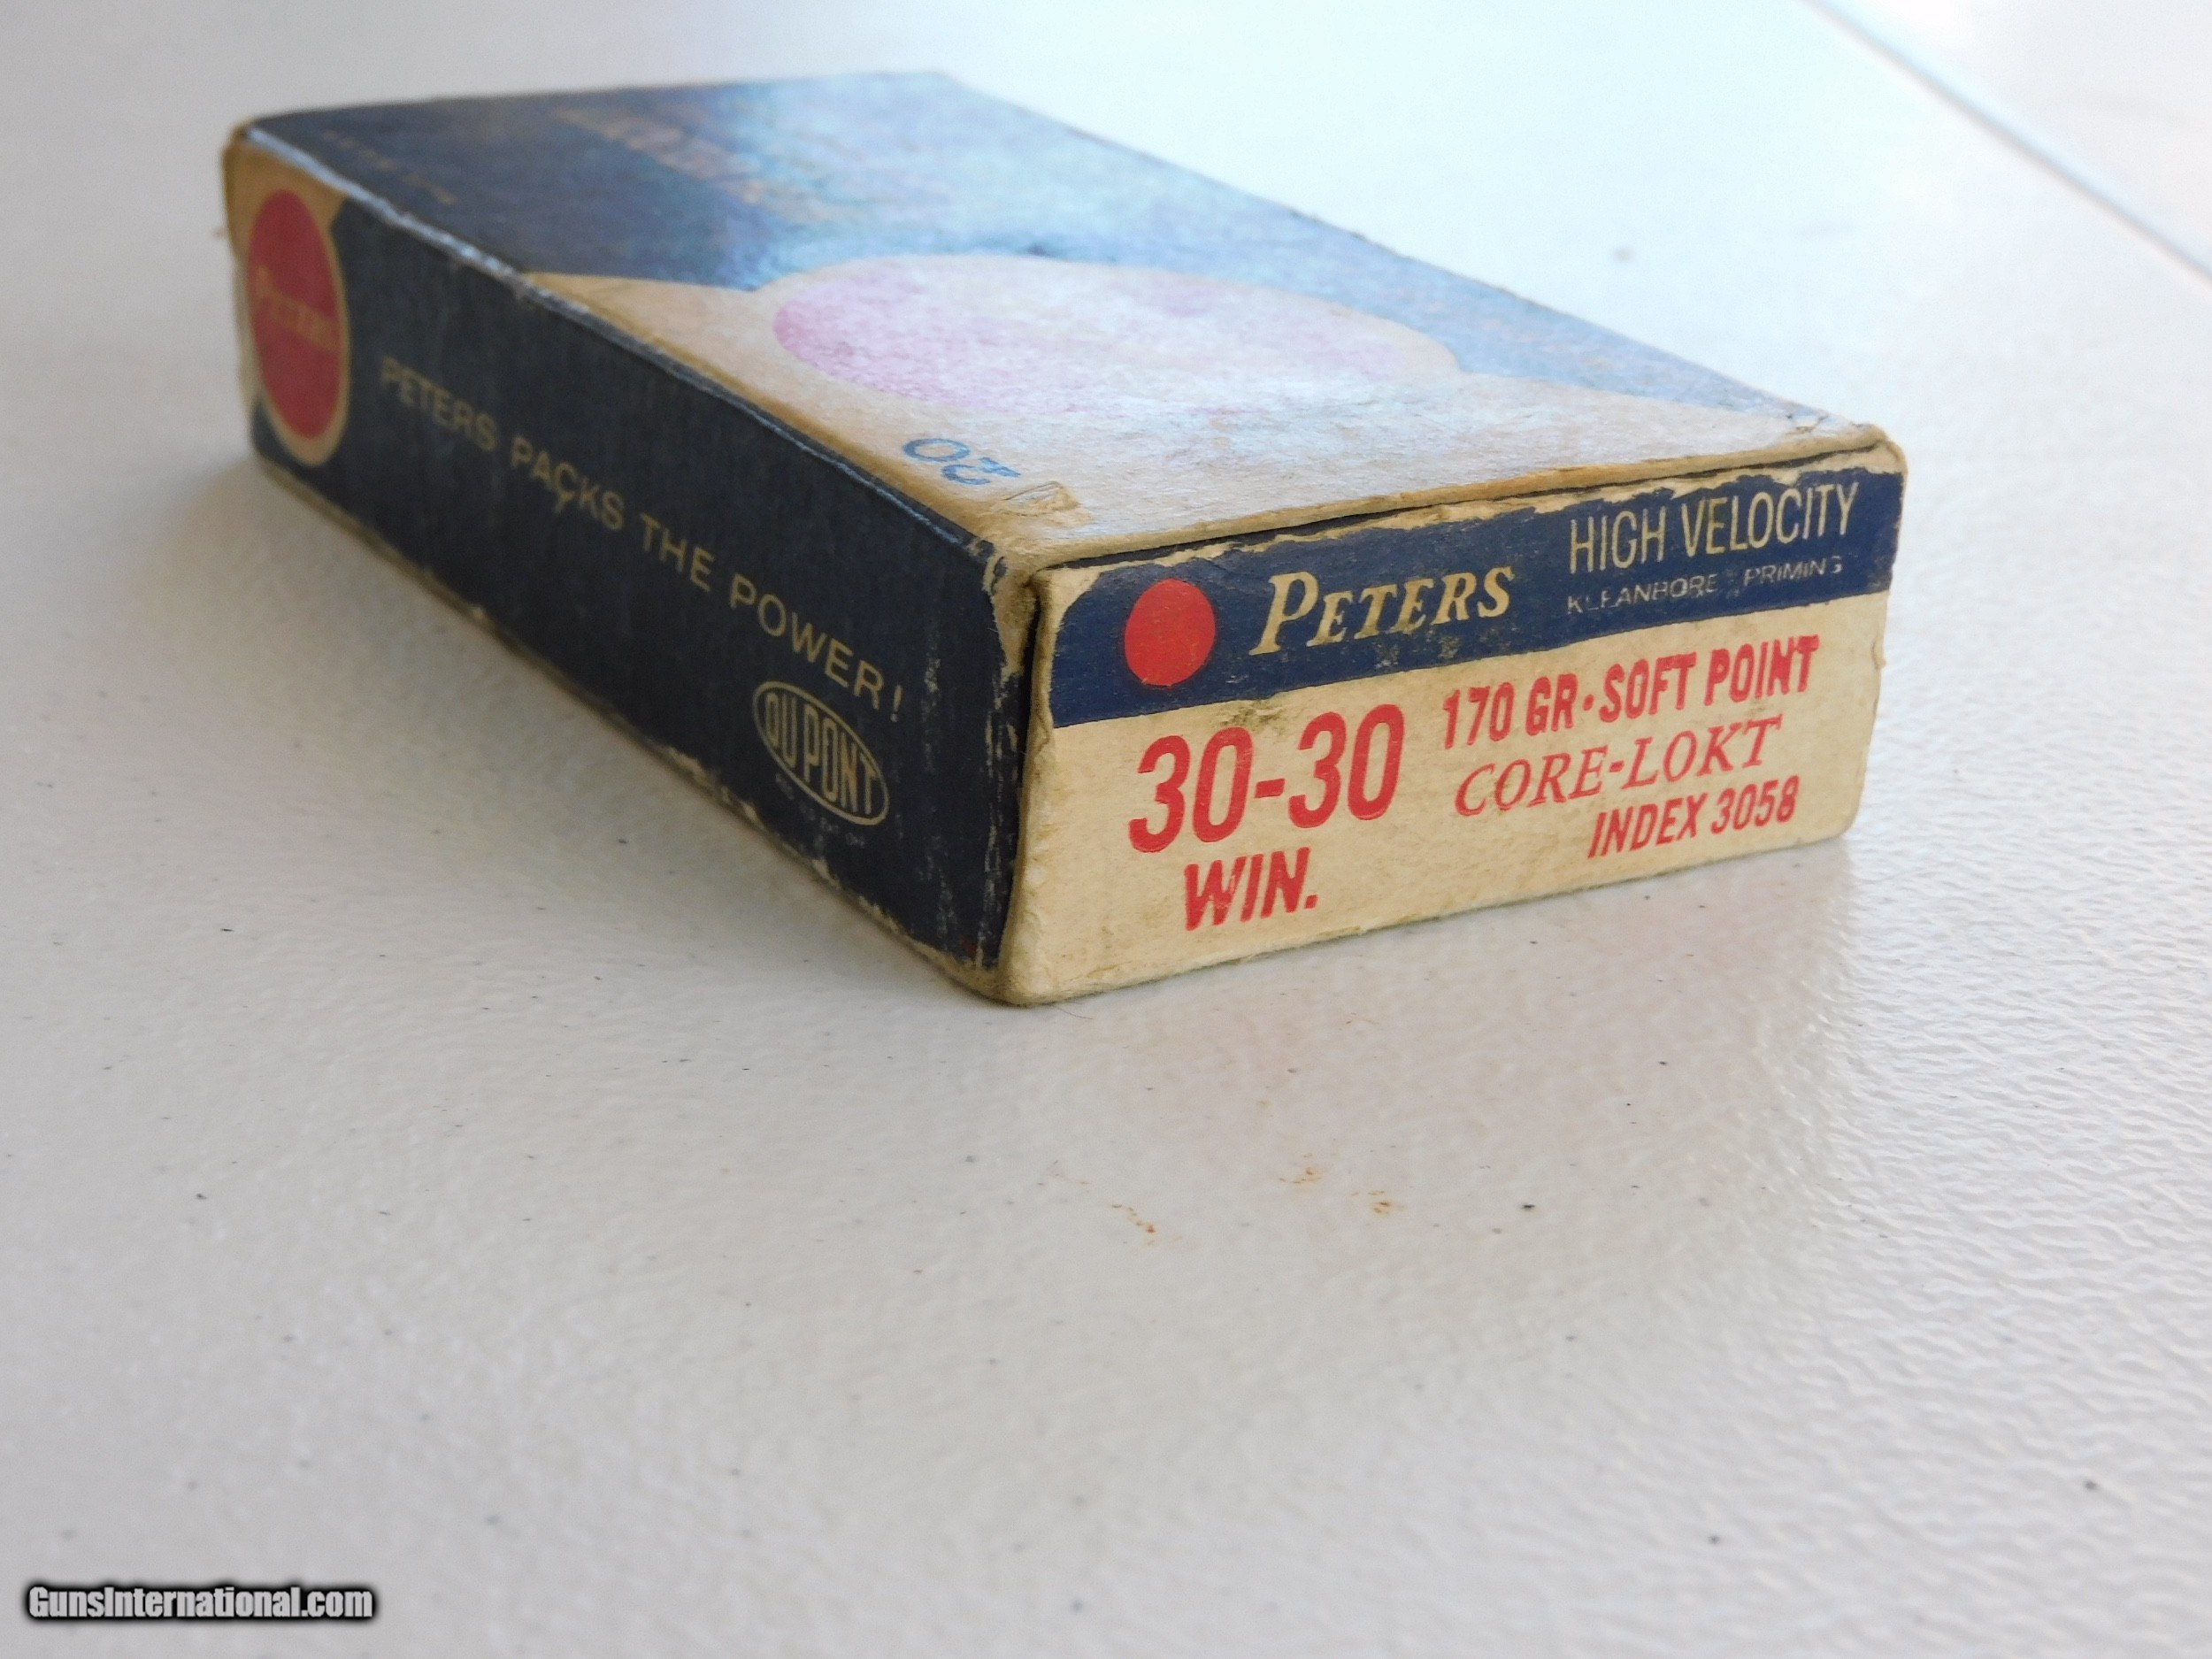 PETERS
PETERS PACKS THE POWER!
DU PONT
20
PETERS
HIGH VELOCITY
KLEANBORE PRIMING
30-30
WIN.
170 GR•SOFT POINT
CORE-LOKT
INDEX 3058
GunsInternational.com